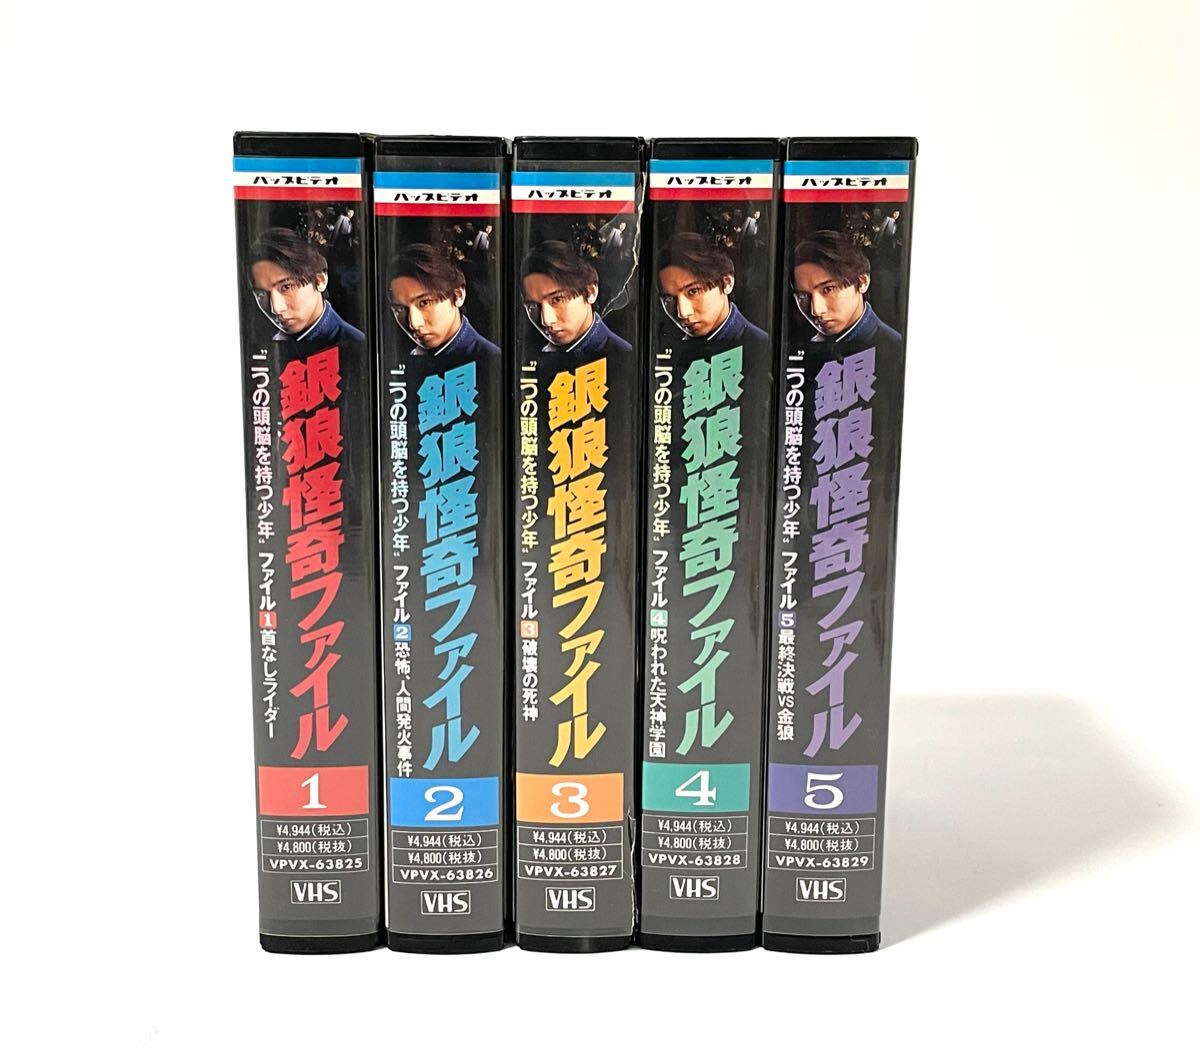 バップビデオ
"二つの頭脳を持つ少年"
ファイル1首なしライダー
銀狼怪奇ファイル
1
¥4,944(税込)
¥4,800(税抜)
VPVX-63825
VHS
バップビデオ
"二つの頭脳を持つ少年"
ファイル2恐怖、人間発火事件
銀狼怪奇ファイル
2
¥4,944(税込)
¥4,800(税抜)
VPVX-63826
VHS
バップビデオ
"二つの頭脳を持つ少年"
ファイル3破壊の死神
銀狼怪奇ファイル
3
¥4,944(税込)
¥4,800(税抜)
VPVX-63827
VHS
バップビデオ
"二つの頭脳を持つ少年"
ファイル4呪われた天神学園
銀狼怪奇ファイル
4
¥4,944(税込)
¥4,800(税抜)
VPVX-63828
VHS
バップビデオ
"二つの頭脳を持つ少年"
ファイル5最終決戦VS金狼
銀狼怪奇ファイル
5
¥4,944(税込)
¥4,800(税抜)
VPVX-63829
VHS